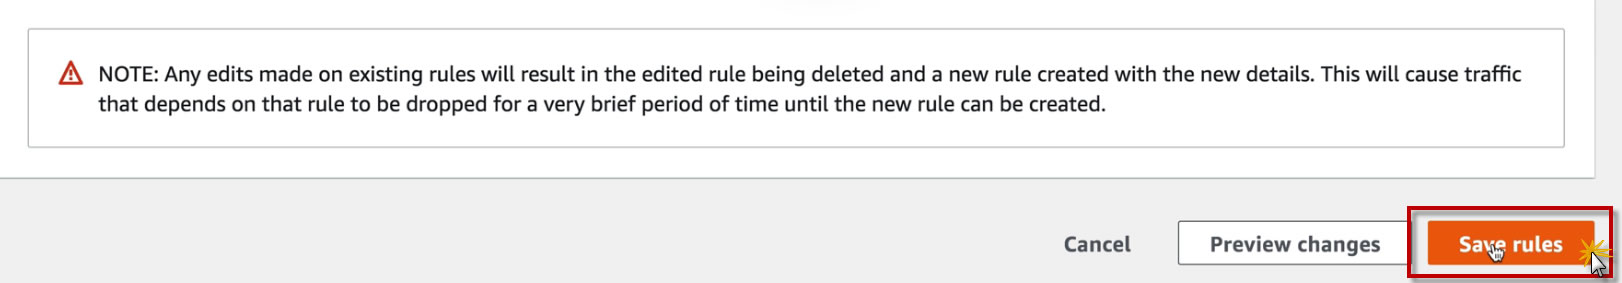 NOTE: Any edits made on existing rules will result in the edited rule being deleted and a new rule created with the new details. This will cause traffic
that depends on that rule to be dropped for a very brief period of time until the new rule can be created.
Cancel Preview changes Save rules